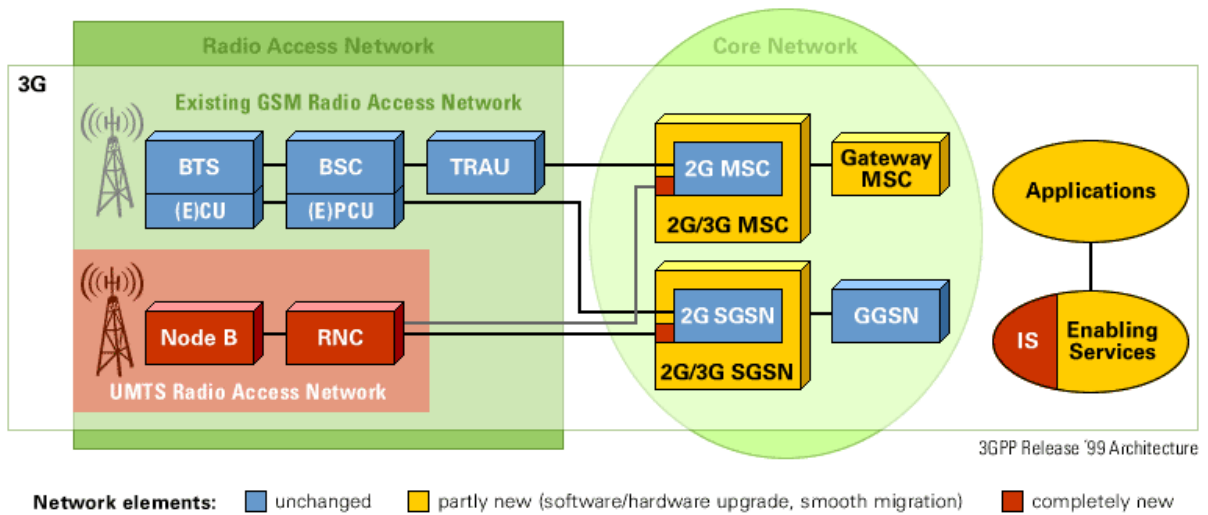 Radio Access Network
Core Network
3G
Existing GSM Radio Access Network
BTS
BSC
TRAU
(E)CU
(E)PCU
2G MSC
2G/3G MSC
Gateway
MSC
Applications
Node B
RNC
UMTS Radio Access Network
2G SGSN
2G/3G SGSN
GGSN
IS
Enabling
Services
3GPP Release '99 Architecture
Network elements: unchanged partly new (software/hardware upgrade, smooth migration) completely new